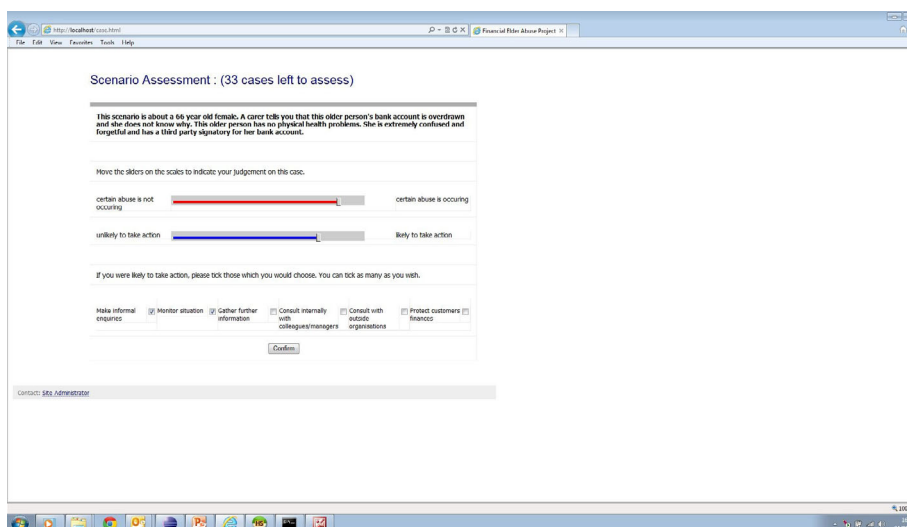 http://localhost/case.html
Financial Elder Abuse Project
File Edit View Favorites Tools Help
Scenario Assessment : (33 cases left to assess)
This scenario is about a 66 year old female. A carer tells you that this older person's bank account is overdrawn
and she does not know why. This older person has no physical health problems. She is extremely confused and
forgetful and has a third party signatory for her bank account.
Move the sliders on the scales to indicate your judgement on this case.
certain abuse is not
occuring
certain abuse is occuring
unlikely to take action
likely to take action
If you were likely to take action, please tick those which you would choose. You can tick as many as you wish.
Make informal
enquiries
Monitor situation
Gather further
information
Consult internally
with
colleagues/managers
Consult with
outside
organisations
Protect customers
finances
Confirm
Contact: Site Administrator